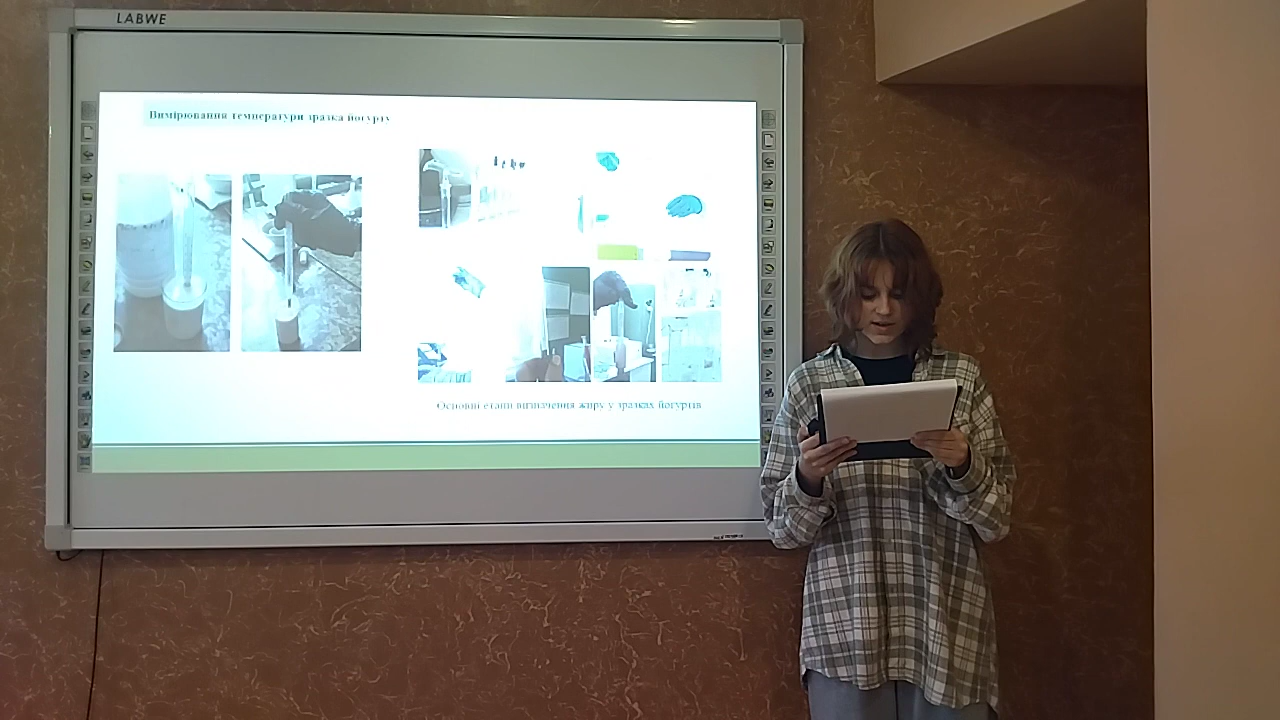 LABWE
Вимірювання температури зразка йогурту
Основні етапи визначення жиру у зразках йогуртів